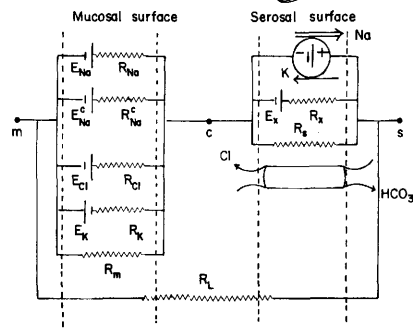 Mucosal surface Serosal surface
Na
- +
K
E_Na R_Na
E^c_Na R^c_Na
E_x R_x
R_s
m c s
Cl
E_Cl R_Cl
HCO_3
E_K R_K
R_m
R_L